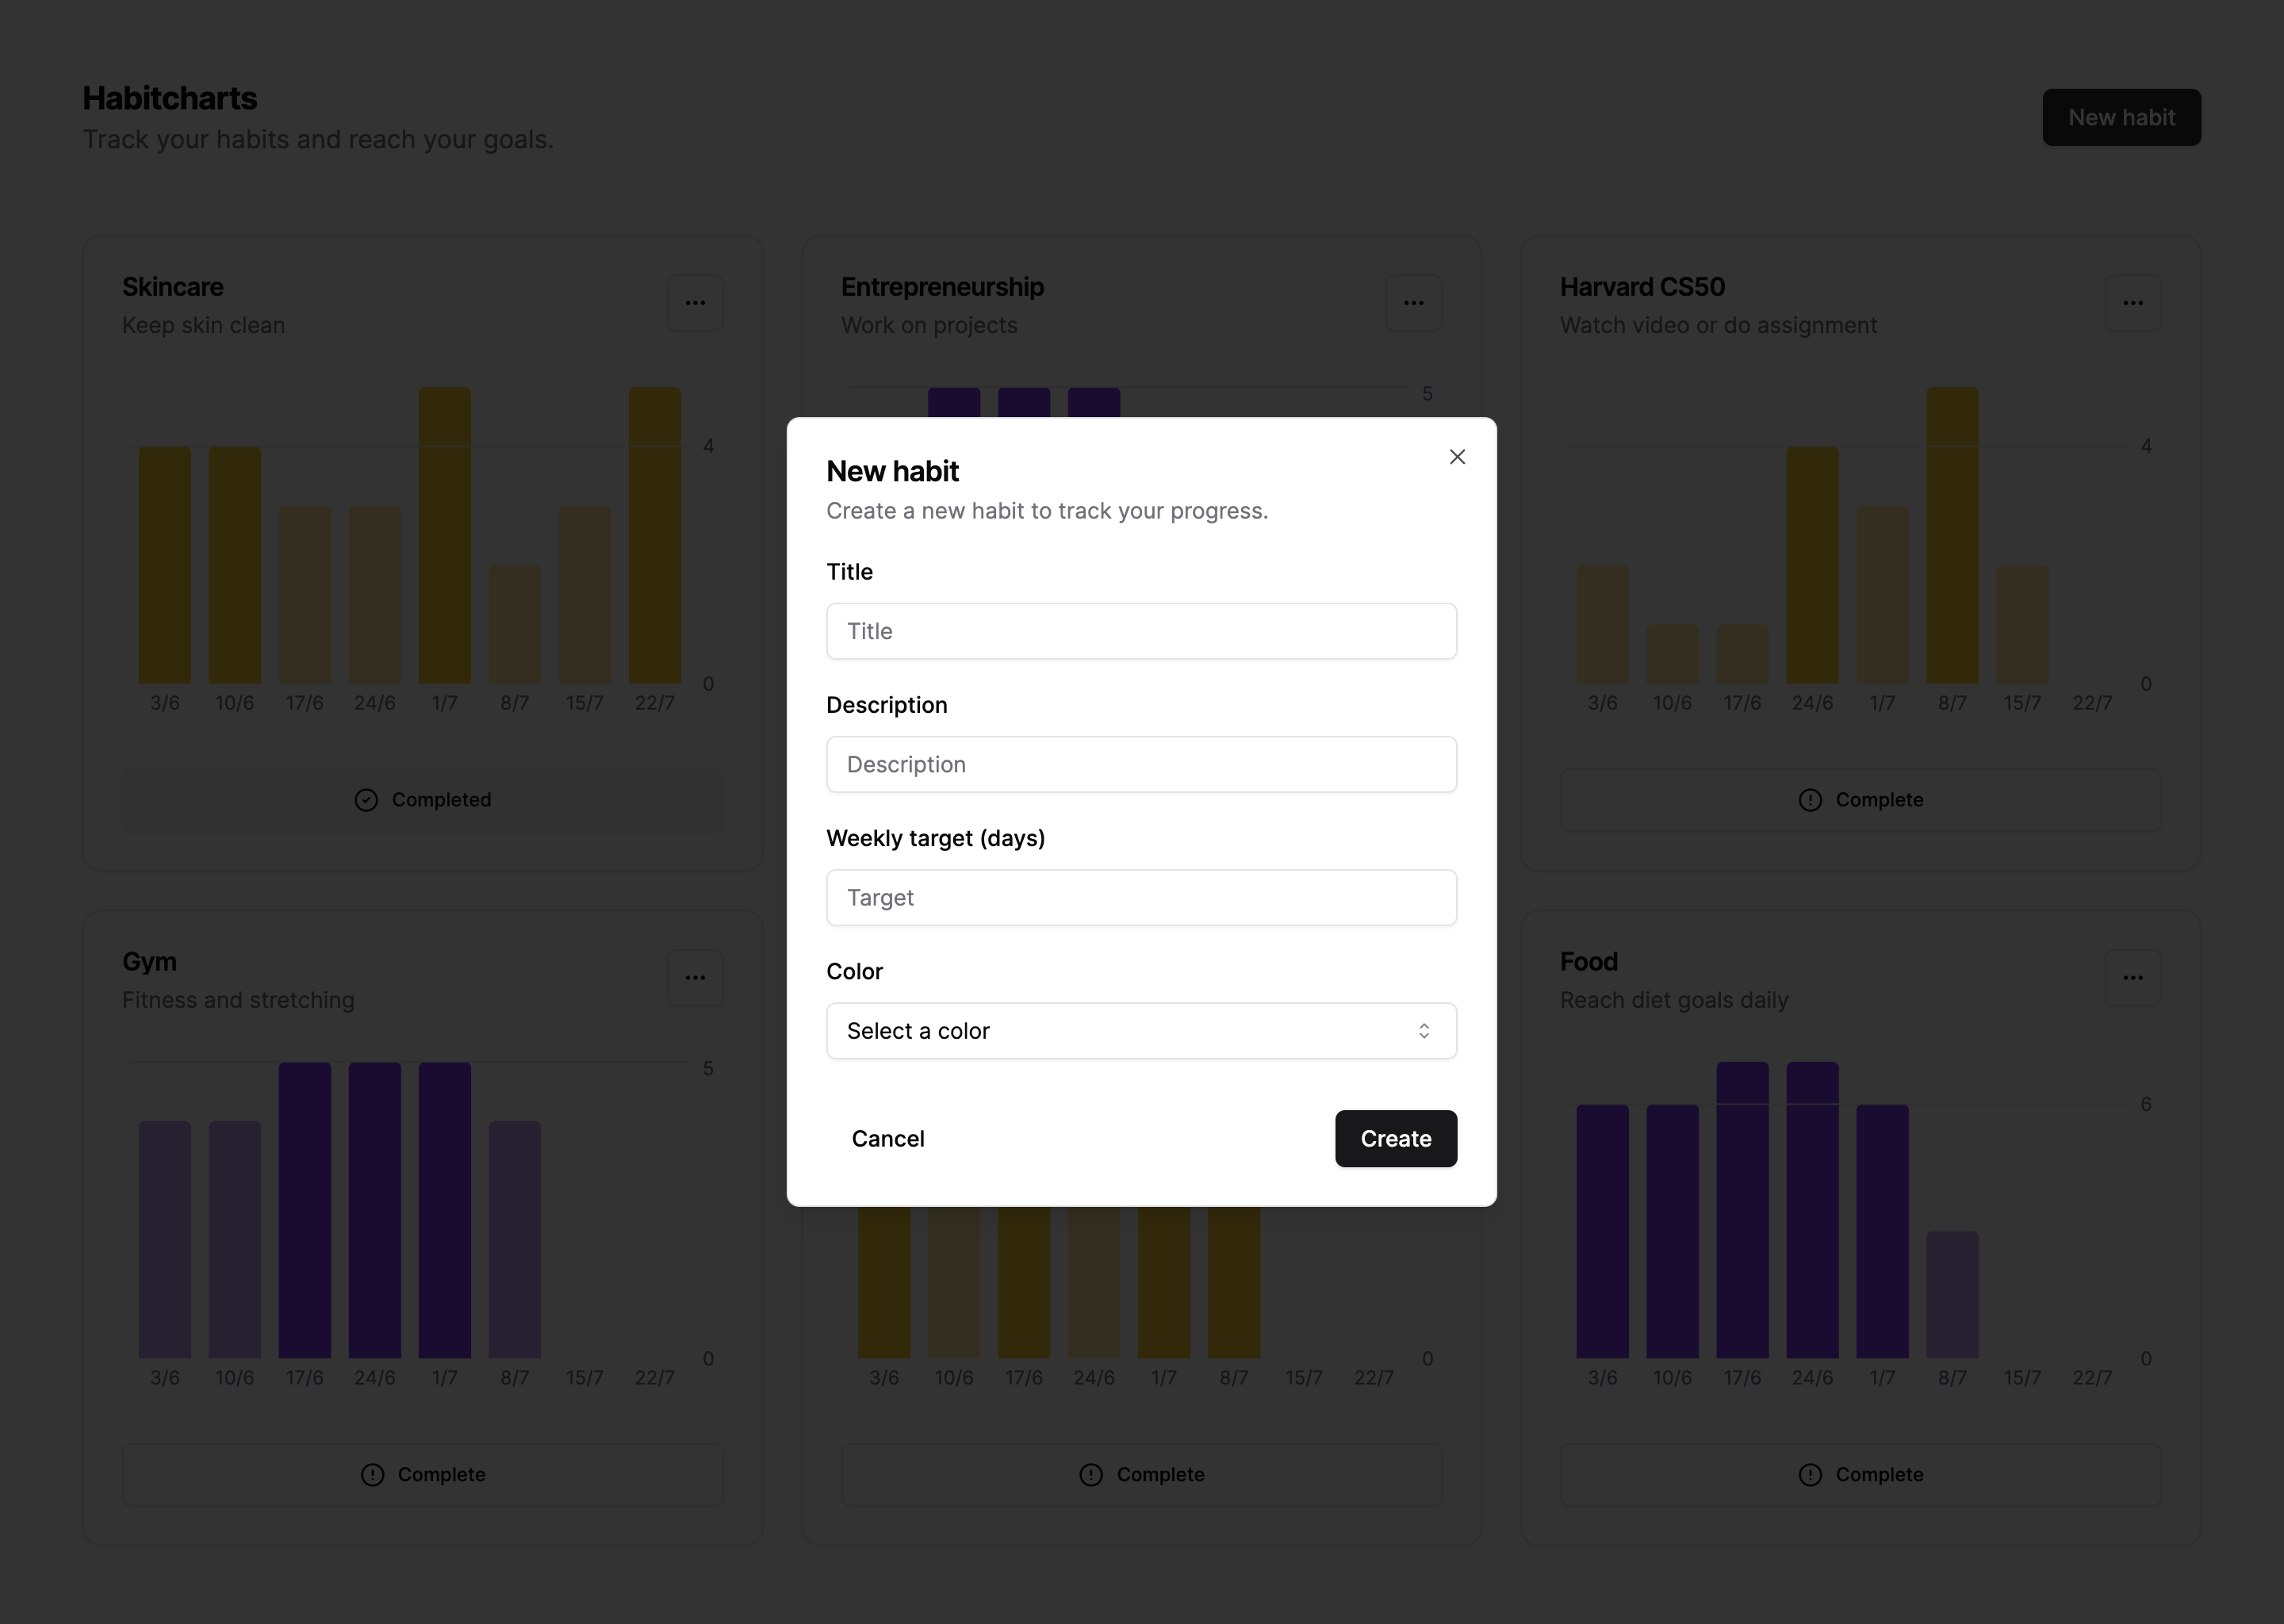 Habitcharts
Track your habits and reach your goals.
New habit
Skincare
Keep skin clean
4
0
3/6 10/6 17/6 24/6 1/7 8/7 15/7 22/7
Completed
Entrepreneurship
Work on projects
5
Harvard CS50
Watch video or do assignment
4
0
3/6 10/6 17/6 24/6 1/7 8/7 15/7 22/7
Complete
New habit
Create a new habit to track your progress.
Title
Title
Description
Description
Weekly target (days)
Target
Color
Select a color
Cancel
Create
Gym
Fitness and stretching
5
0
3/6 10/6 17/6 24/6 1/7 8/7 15/7 22/7
Complete
0
3/6 10/6 17/6 24/6 1/7 8/7 15/7 22/7
Complete
Food
Reach diet goals daily
6
0
3/6 10/6 17/6 24/6 1/7 8/7 15/7 22/7
Complete